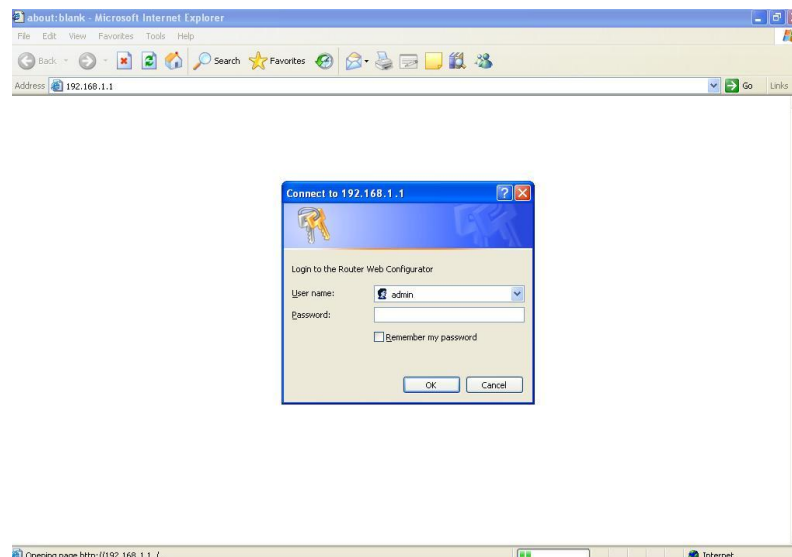 about:blank - Microsoft Internet Explorer
File Edit View Favorites Tools Help
Back Search Favorites
Address 192.168.1.1 Go Links
Connect to 192.168.1.1
Login to the Router Web Configurator
User name: admin
Password:
Remember my password
OK Cancel
Opening page http://192.168.1.1 / Internet